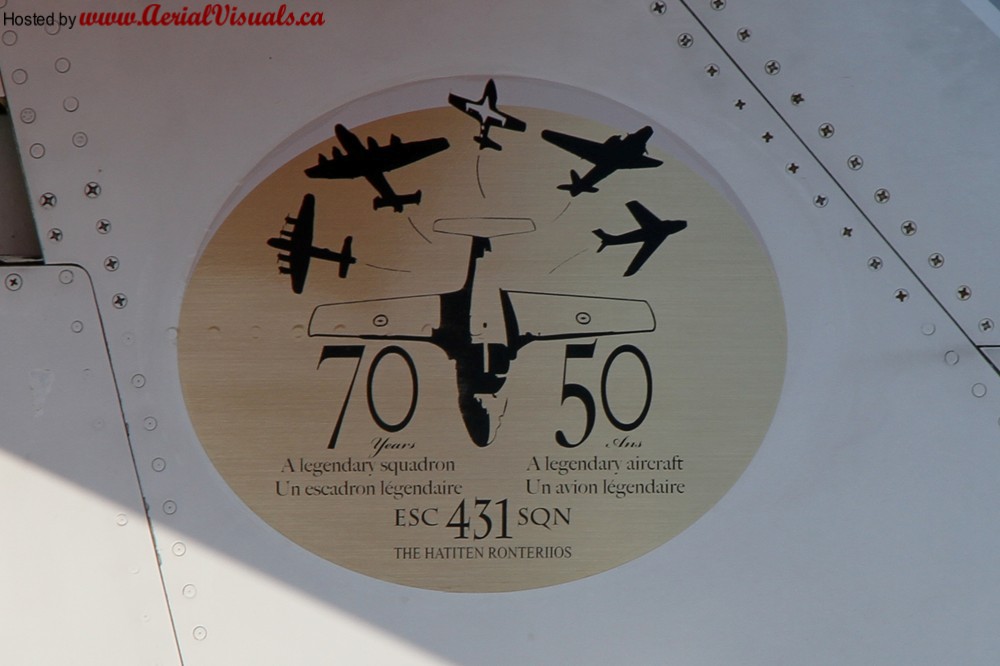 Hosted by www.AerialVisuals.ca
70 Years
50 Ans
A legendary squadron
Un escadron légendaire
A legendary aircraft
Un avion légendaire
ESC 431 SQN
THE HATITEN RONTERIIOS